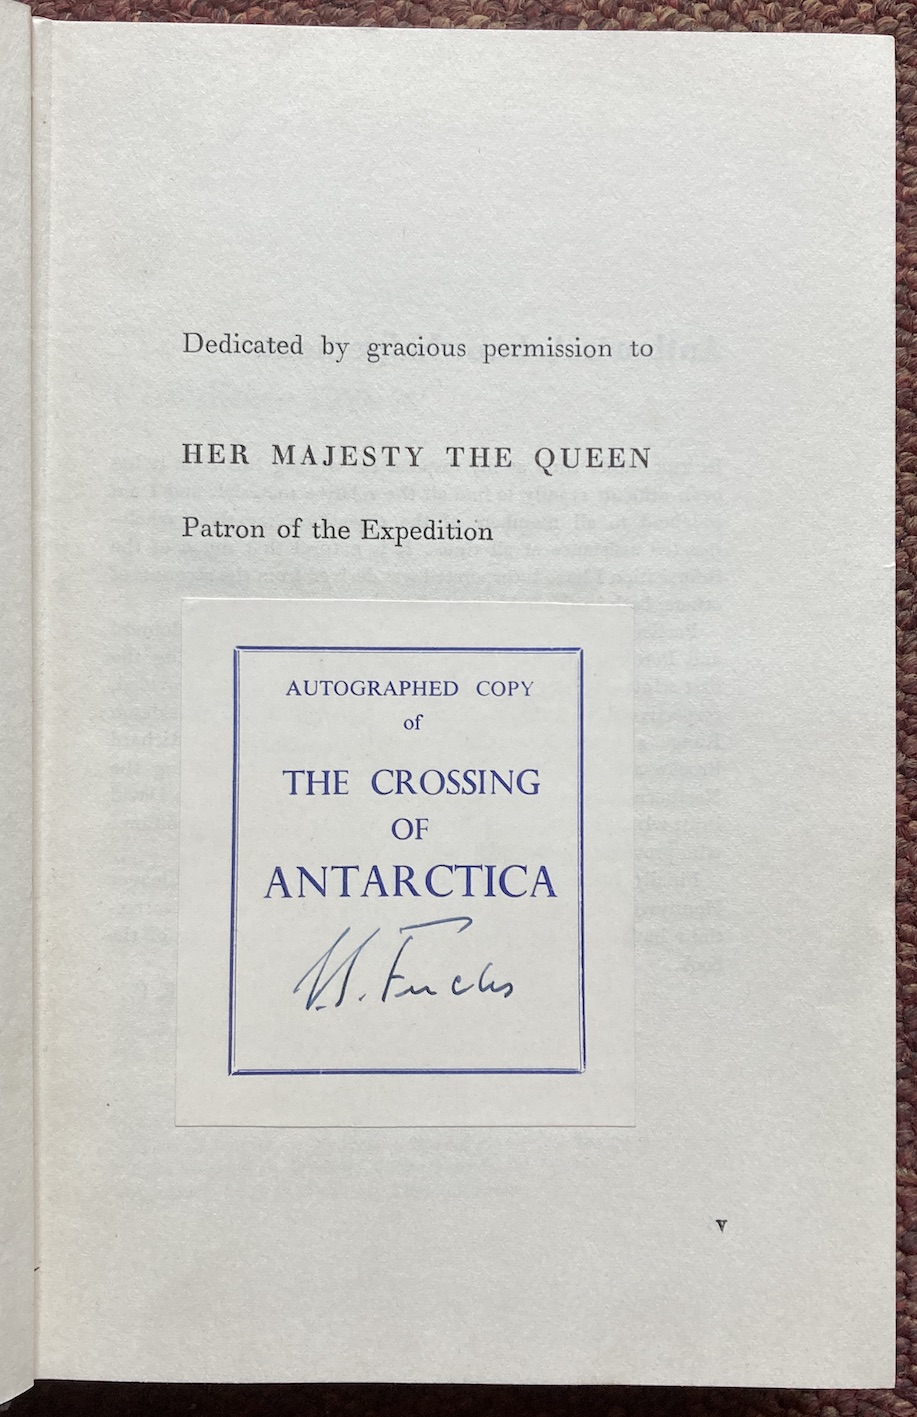 Dedicated by gracious permission to
HER MAJESTY THE QUEEN
Patron of the Expedition
AUTOGRAPHED COPY
of
THE CROSSING
OF
ANTARCTICA
V. Fuchs
v